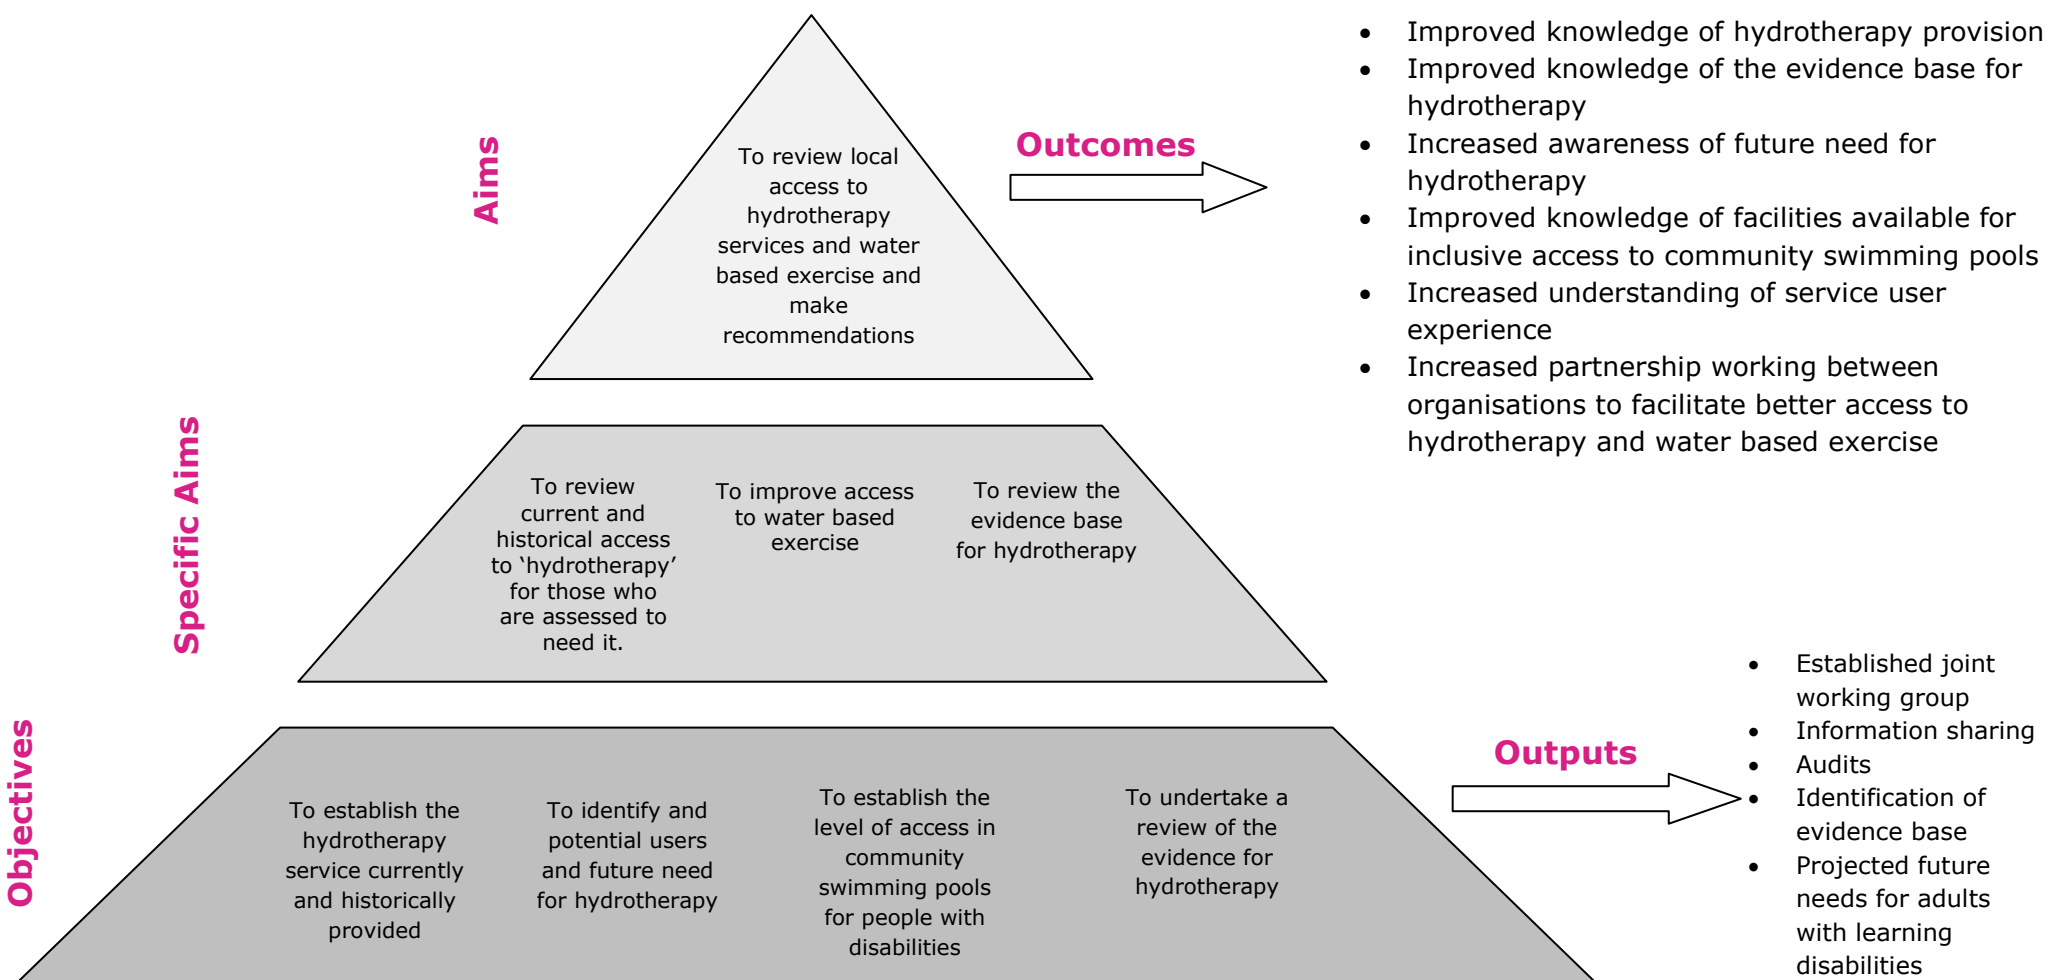 Aims
To review local
access to
hydrotherapy
services and water
based exercise and
make
recommendations
Outcomes
• Improved knowledge of hydrotherapy provision
• Improved knowledge of the evidence base for
hydrotherapy
• Increased awareness of future need for
hydrotherapy
• Improved knowledge of facilities available for
inclusive access to community swimming pools
• Increased understanding of service user
experience
• Increased partnership working between
organisations to facilitate better access to
hydrotherapy and water based exercise
Specific Aims
To review
current and
historical access
to ‘hydrotherapy’
for those who
are assessed to
need it.
To improve access
to water based
exercise
To review the
evidence base
for hydrotherapy
Objectives
To establish the
hydrotherapy
service currently
and historically
provided
To identify and
potential users
and future need
for hydrotherapy
To establish the
level of access in
community
swimming pools
for people with
disabilities
To undertake a
review of the
evidence for
hydrotherapy
Outputs
• Established joint
working group
• Information sharing
• Audits
• Identification of
evidence base
• Projected future
needs for adults
with learning
disabilities